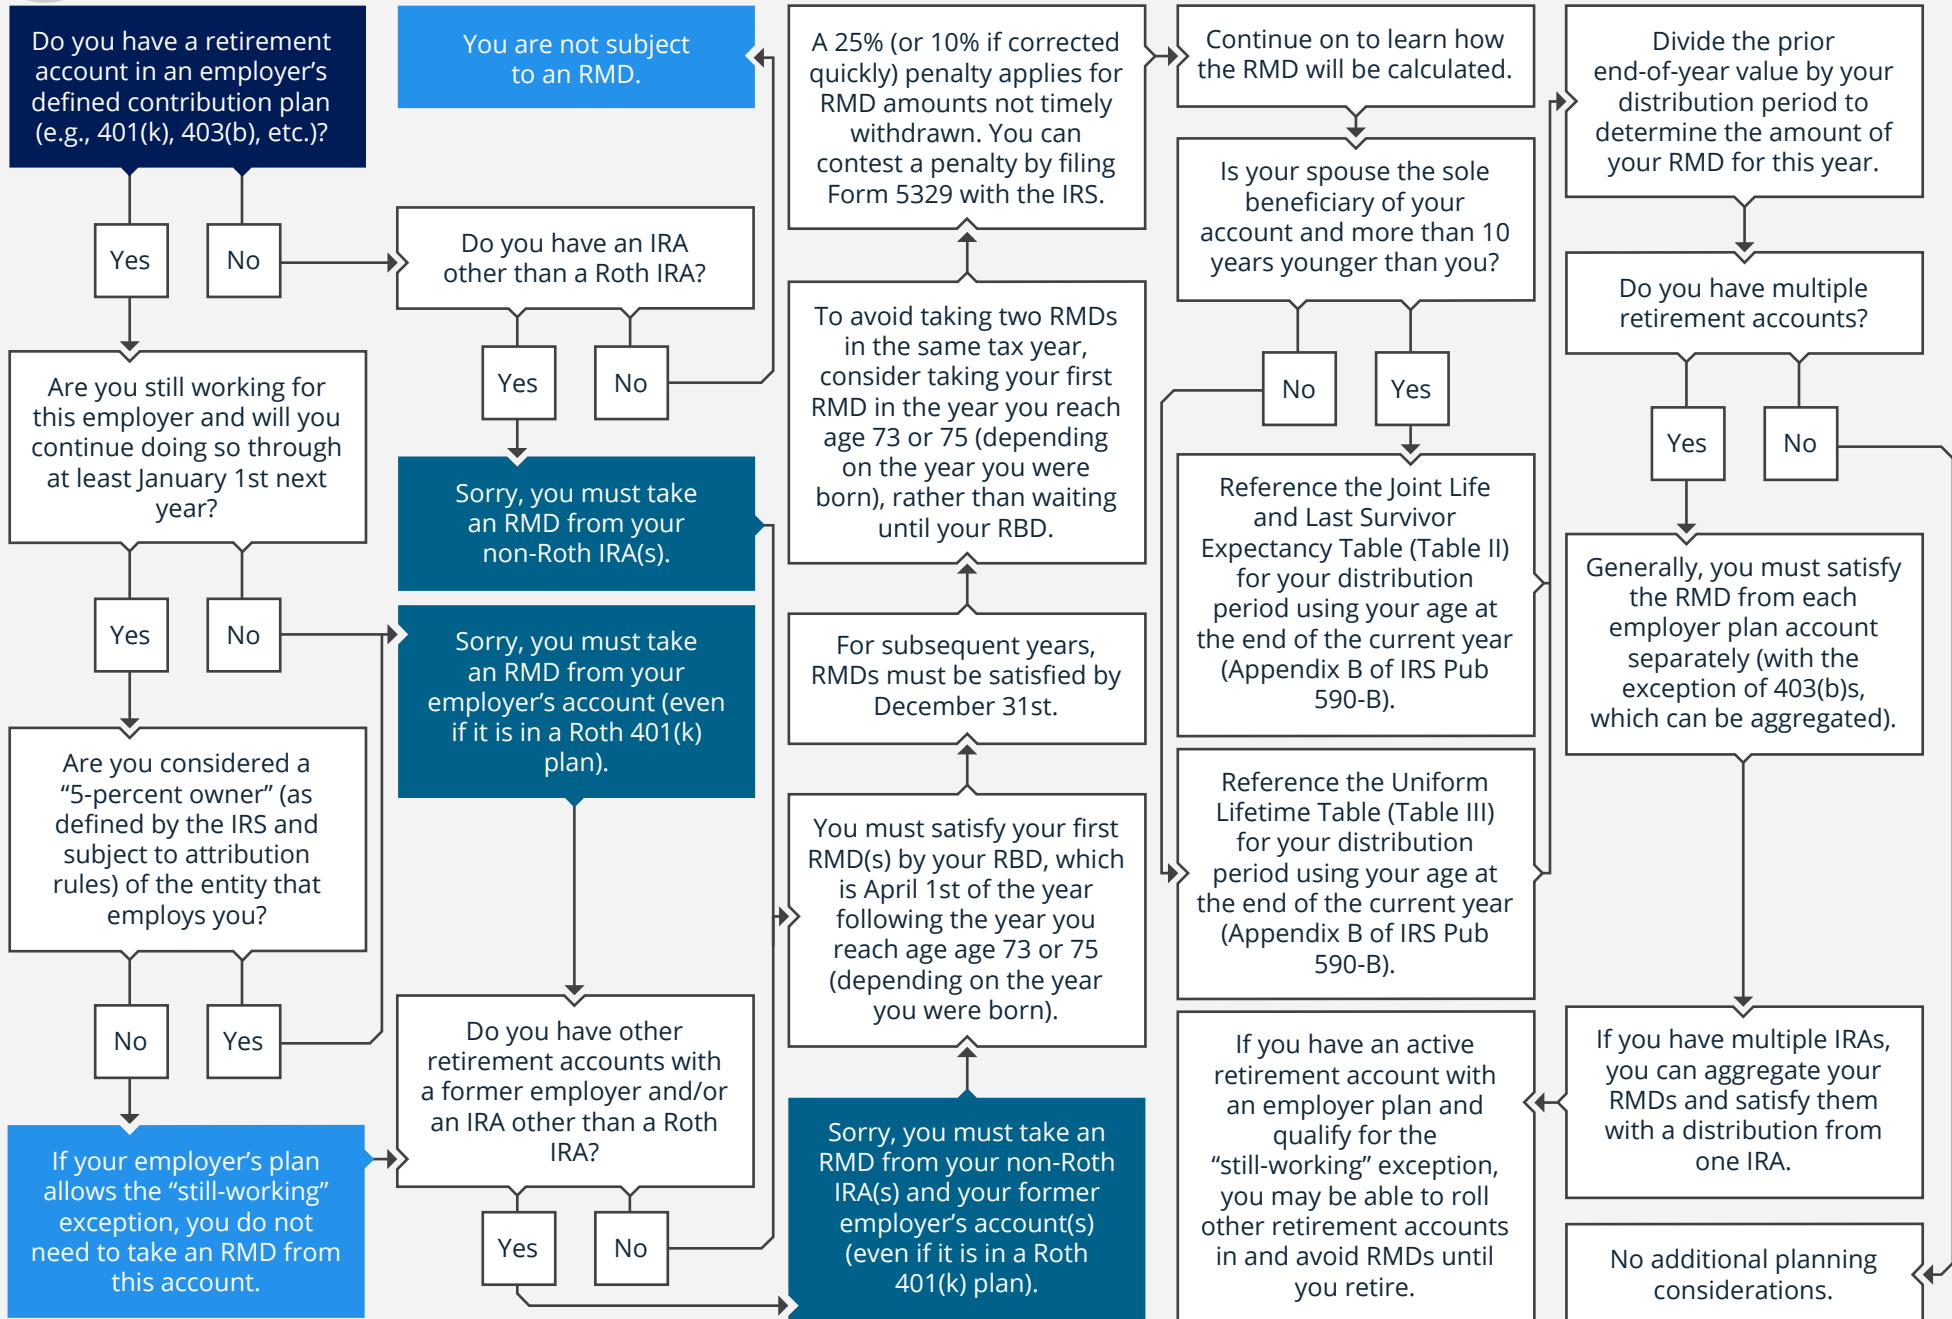 Do you have a retirement
account in an employer’s
defined contribution plan
(e.g., 401(k), 403(b), etc.)?
Yes
No
Are you still working for
this employer and will you
continue doing so through
at least January 1st next
year?
Yes
No
Are you considered a
“5-percent owner” (as
defined by the IRS and
subject to attribution
rules) of the entity that
employs you?
No
Yes
If your employer’s plan
allows the “still-working”
exception, you do not
need to take an RMD from
this account.
You are not subject
to an RMD.
Do you have an IRA
other than a Roth IRA?
Yes
No
Sorry, you must take
an RMD from your
non-Roth IRA(s).
Sorry, you must take
an RMD from your
employer’s account (even
if it is in a Roth 401(k)
plan).
Do you have other
retirement accounts with
a former employer and/or
an IRA other than a Roth
IRA?
Yes
No
A 25% (or 10% if corrected
quickly) penalty applies for
RMD amounts not timely
withdrawn. You can
contest a penalty by filing
Form 5329 with the IRS.
To avoid taking two RMDs
in the same tax year,
consider taking your first
RMD in the year you reach
age 73 or 75 (depending
on the year you were
born), rather than waiting
until your RBD.
For subsequent years,
RMDs must be satisfied by
December 31st.
You must satisfy your first
RMD(s) by your RBD, which
is April 1st of the year
following the year you
reach age age 73 or 75
(depending on the year
you were born).
Sorry, you must take an
RMD from your non-Roth
IRA(s) and your former
employer’s account(s)
(even if it is in a Roth
401(k) plan).
Continue on to learn how
the RMD will be calculated.
Is your spouse the sole
beneficiary of your
account and more than 10
years younger than you?
No
Yes
Reference the Joint Life
and Last Survivor
Expectancy Table (Table II)
for your distribution
period using your age at
the end of the current year
(Appendix B of IRS Pub
590-B).
Reference the Uniform
Lifetime Table (Table III)
for your distribution
period using your age at
the end of the current year
(Appendix B of IRS Pub
590-B).
If you have an active
retirement account with
an employer plan and
qualify for the
“still-working” exception,
you may be able to roll
other retirement accounts
in and avoid RMDs until
you retire.
Divide the prior
end-of-year value by your
distribution period to
determine the amount of
your RMD for this year.
Do you have multiple
retirement accounts?
Yes
No
Generally, you must satisfy
the RMD from each
employer plan account
separately (with the
exception of 403(b)s,
which can be aggregated).
If you have multiple IRAs,
you can aggregate your
RMDs and satisfy them
with a distribution from
one IRA.
No additional planning
considerations.